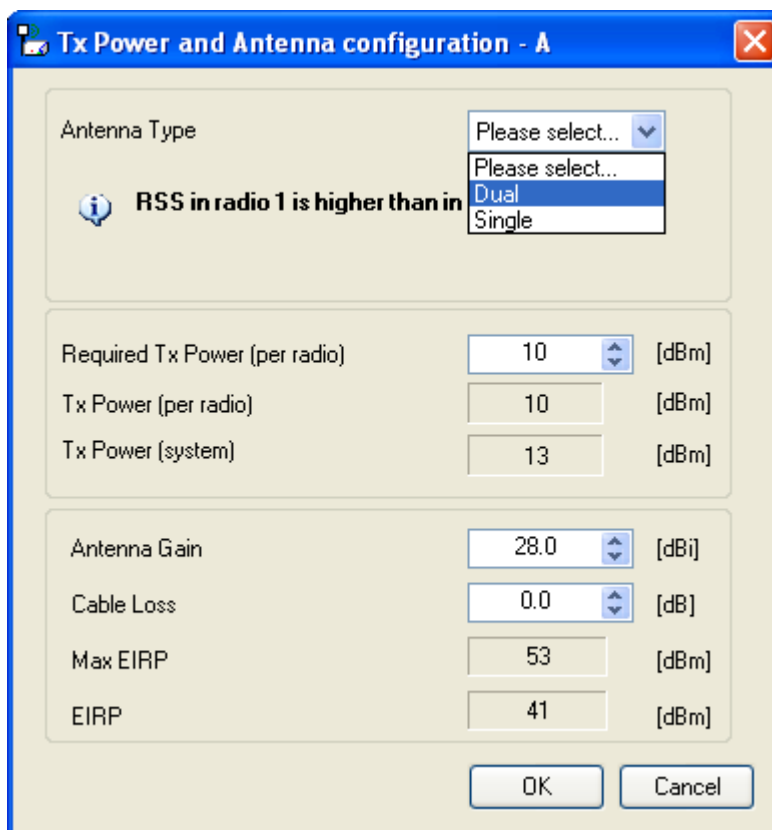 Tx Power and Antenna configuration - A
Antenna Type
Please select...
Please select...
Dual
Single
RSS in radio 1 is higher than in
Required Tx Power (per radio) 10 [dBm]
Tx Power (per radio) 10 [dBm]
Tx Power (system) 13 [dBm]
Antenna Gain 28.0 [dBi]
Cable Loss 0.0 [dB]
Max EIRP 53 [dBm]
EIRP 41 [dBm]
OK Cancel